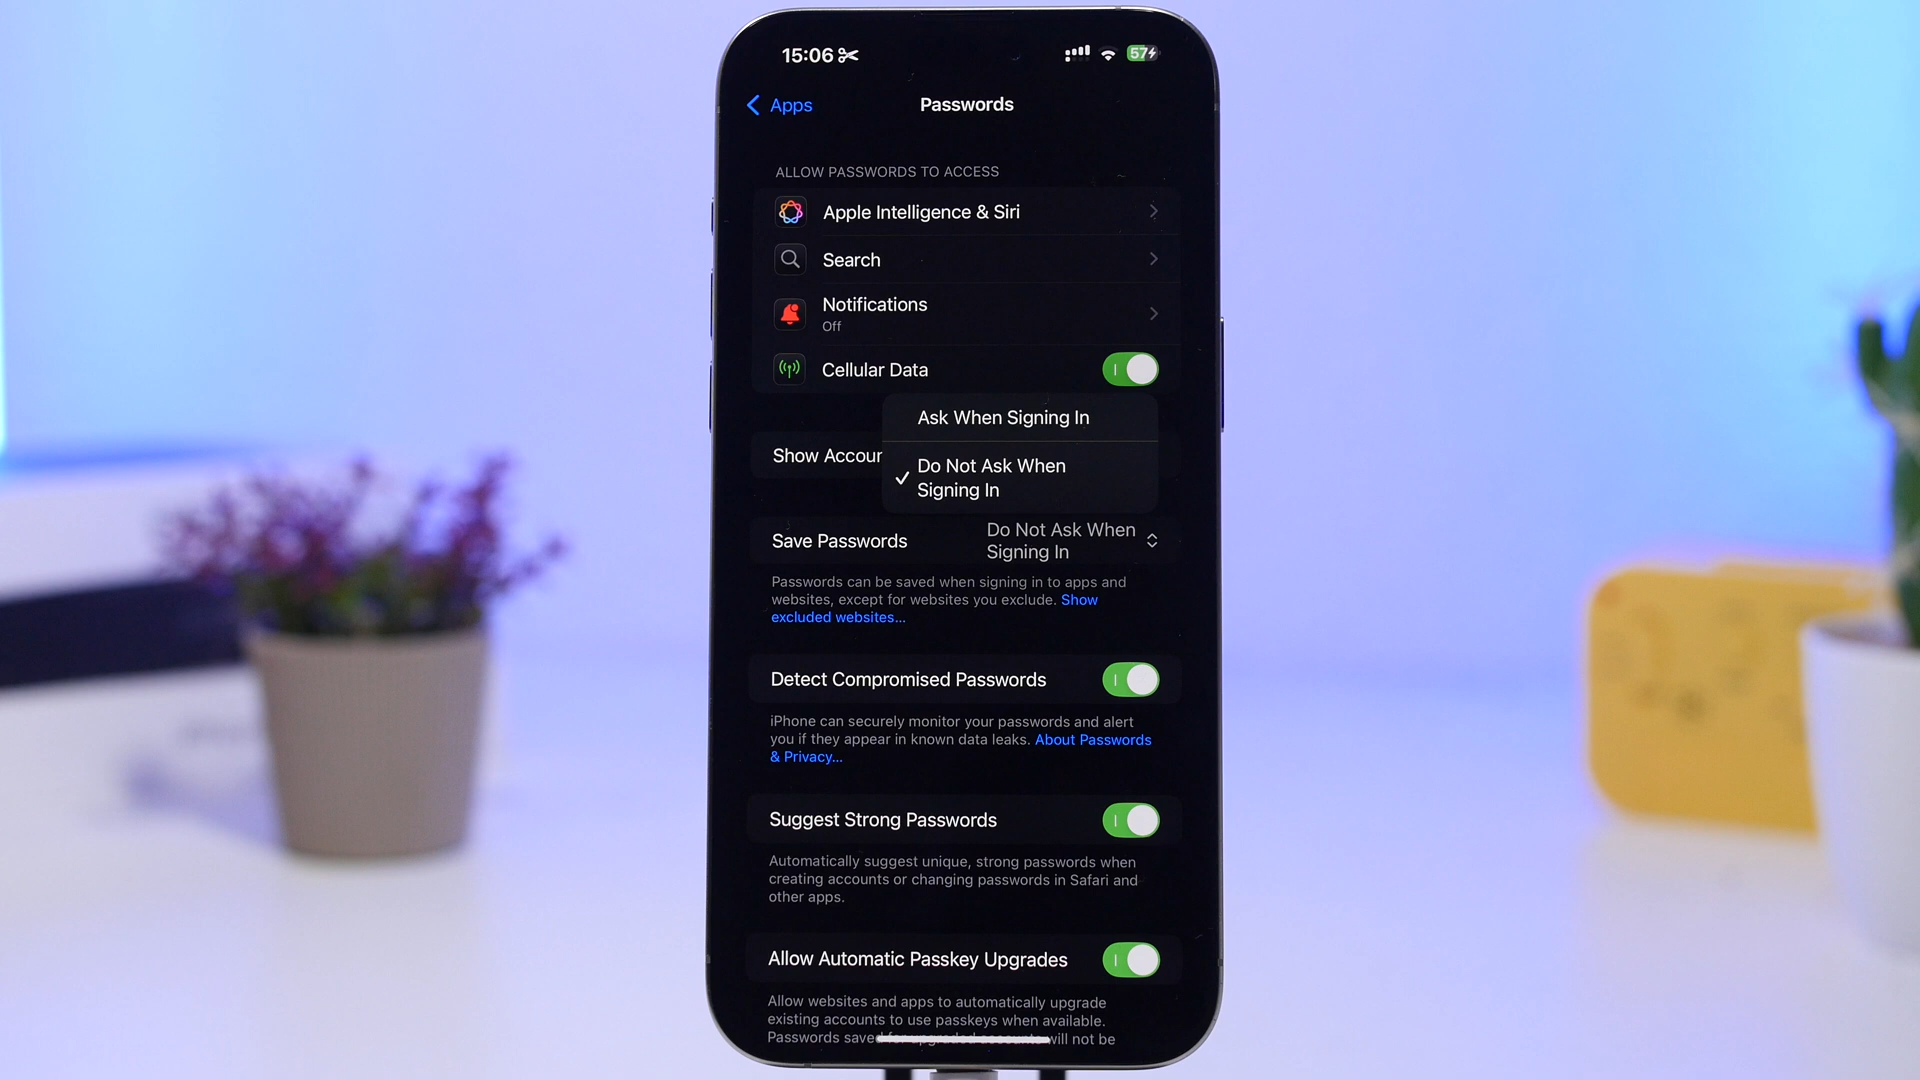 15:06
57
Apps
Passwords
ALLOW PASSWORDS TO ACCESS
Apple Intelligence & Siri
Search
Notifications
Off
Cellular Data
Ask When Signing In
Show Accoun
Do Not Ask When
Signing In
Save Passwords
Do Not Ask When
Signing In
Passwords can be saved when signing in to apps and
websites, except for websites you exclude. Show
excluded websites...
Detect Compromised Passwords
iPhone can securely monitor your passwords and alert
you if they appear in known data leaks. About Passwords
& Privacy...
Suggest Strong Passwords
Automatically suggest unique, strong passwords when
creating accounts or changing passwords in Safari and
other apps.
Allow Automatic Passkey Upgrades
Allow websites and apps to automatically upgrade
existing accounts to use passkeys when available.
Passwords saved for upgraded accounts will not be